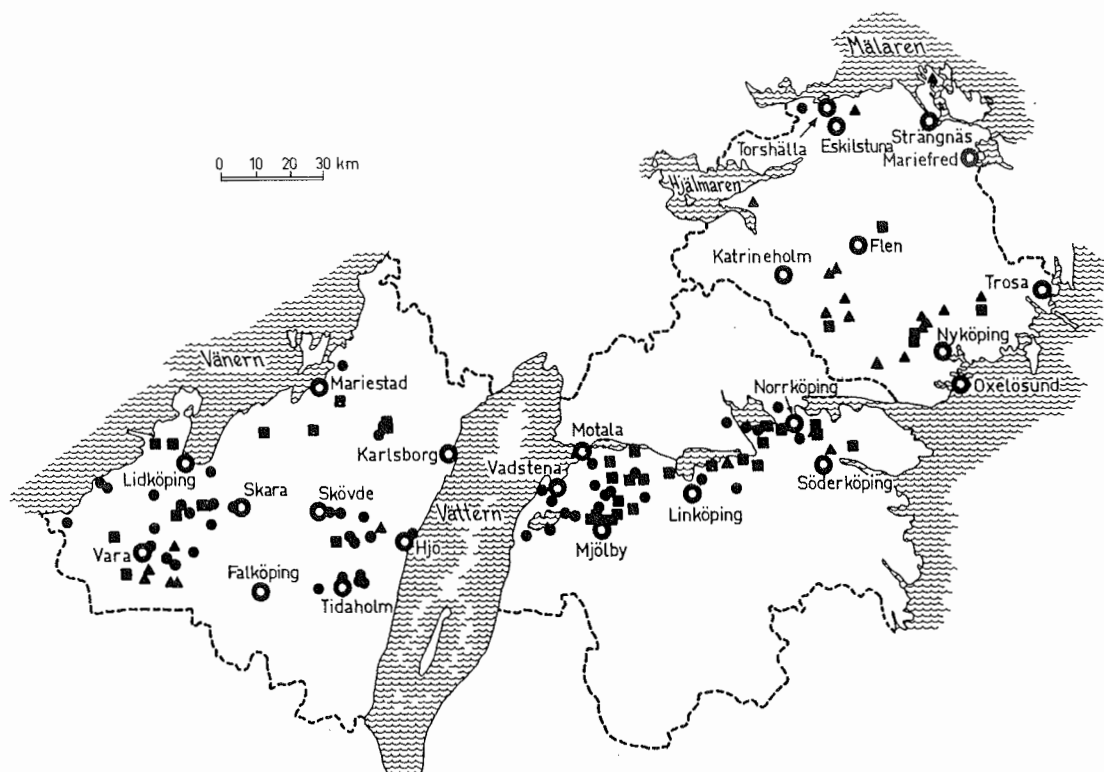 Mälaren
Strängnäs
Torshälla
Eskilstuna
Mariefred
0 10 20 30 km
Hjälmaren
Flen
Katrineholm
Trosa
Vänern
Nyköping
Mariestad
Oxelösund
Norrköping
Motala
Karlsborg
Lidköping
Vadstena
Söderköping
Skara
Skövde
Vättern
Linköping
Vara
Hjo
Mjölby
Falköping
Tidaholm